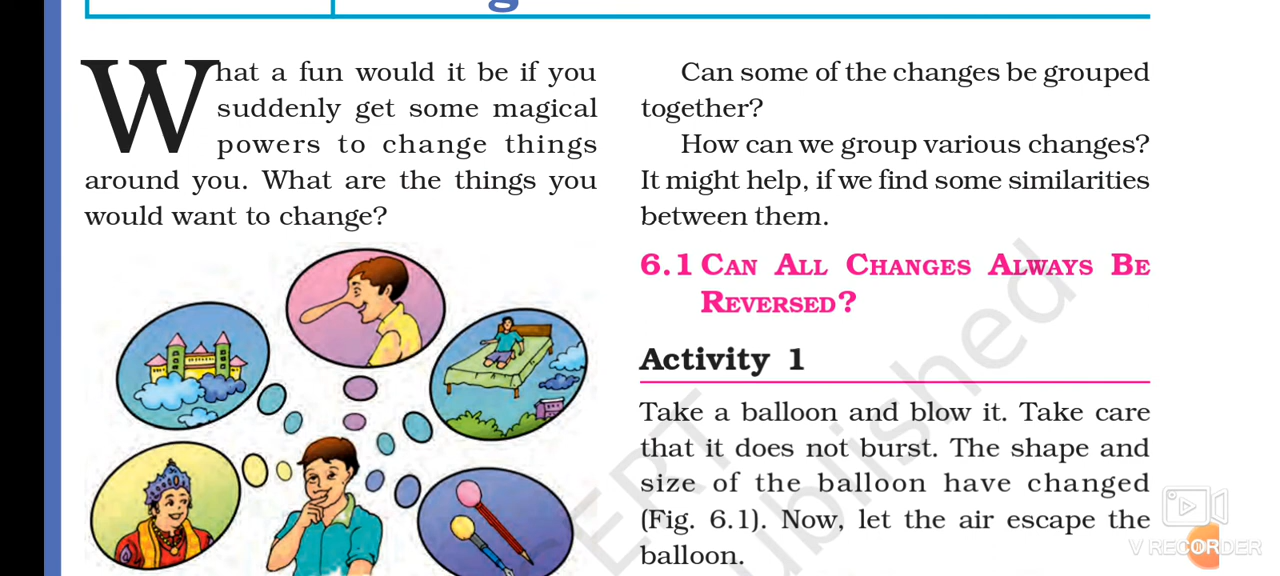 What a fun would it be if you
suddenly get some magical
powers to change things
around you. What are the things you
would want to change?
Can some of the changes be grouped
together?
How can we group various changes?
It might help, if we find some similarities
between them.
6.1 CAN ALL CHANGES ALWAYS BE
REVERSED?
Activity 1
Take a balloon and blow it. Take care
that it does not burst. The shape and
size of the balloon have changed
(Fig. 6.1). Now, let the air escape the
balloon.
V RECORDER